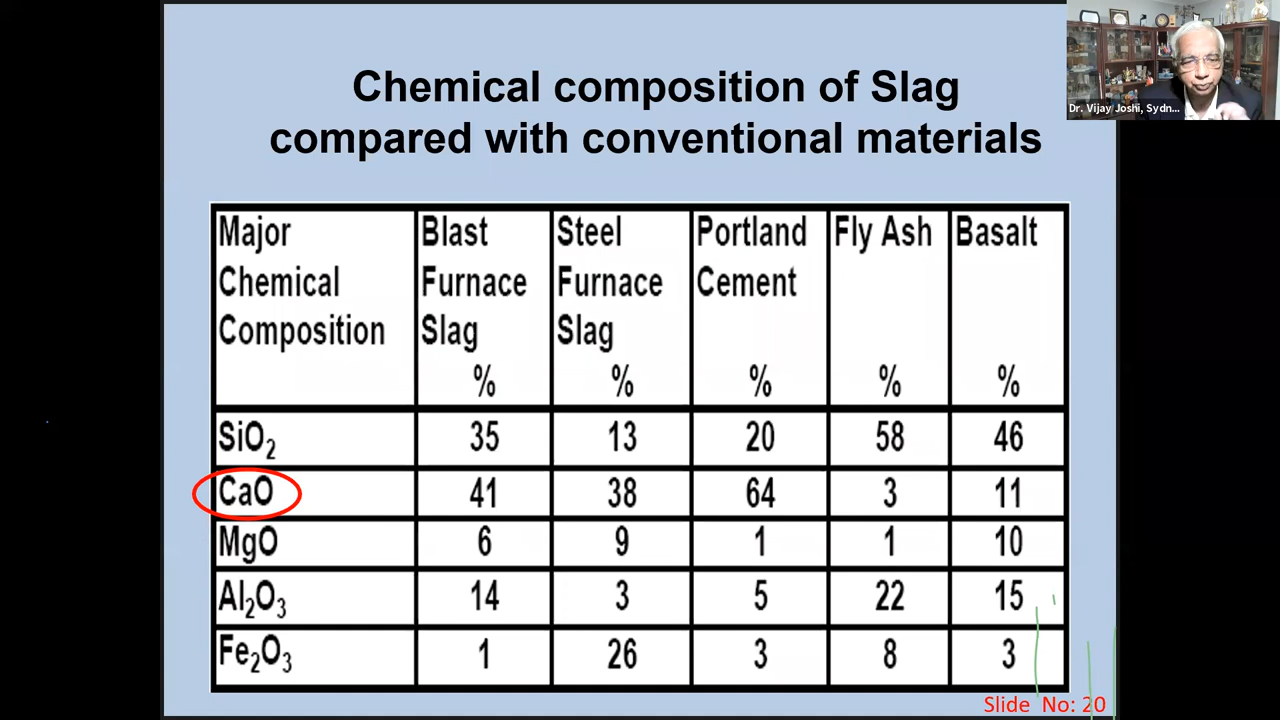 Chemical composition of Slag
compared with conventional materials
Dr. Vijay Joshi, Sydn...
Major Chemical Composition | Blast Furnace Slag % | Steel Furnace Slag % | Portland Cement % | Fly Ash % | Basalt %
SiO₂ 35 13 20 58 46
CaO 41 38 64 3 11
MgO 6 9 1 1 10
Al₂O₃ 14 3 5 22 15
Fe₂O₃ 1 26 3 8 3
Slide No: 20